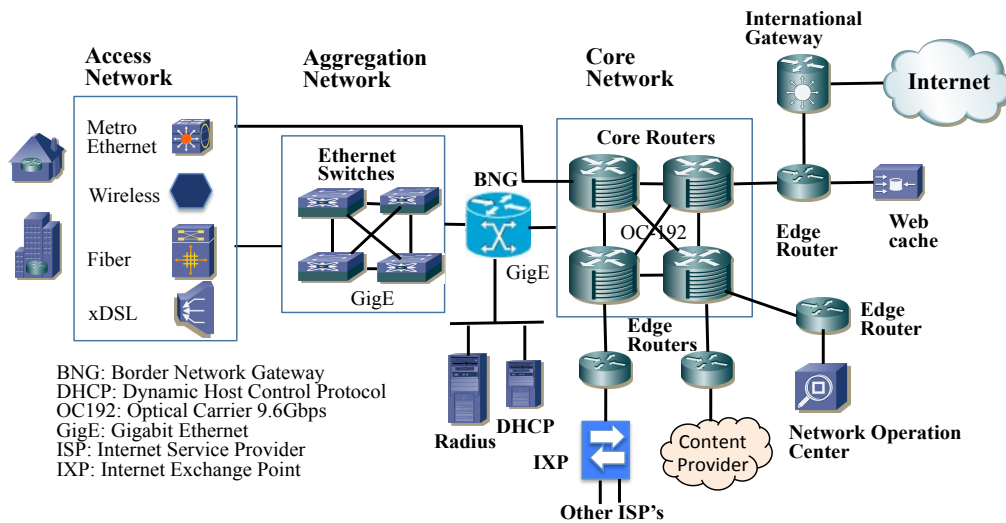 Access
Network
Aggregation
Network
Core
Network
International
Gateway
Internet
Metro
Ethernet
Wireless
Fiber
xDSL
Ethernet
Switches
GigE
BNG
GigE
Core Routers
OC-192
Edge
Router
Web
cache
Edge
Routers
Edge
Router
Radius
DHCP
IXP
Other ISP's
Content
Provider
Network Operation
Center
BNG: Border Network Gateway
DHCP: Dynamic Host Control Protocol
OC192: Optical Carrier 9.6Gbps
GigE: Gigabit Ethernet
ISP: Internet Service Provider
IXP: Internet Exchange Point